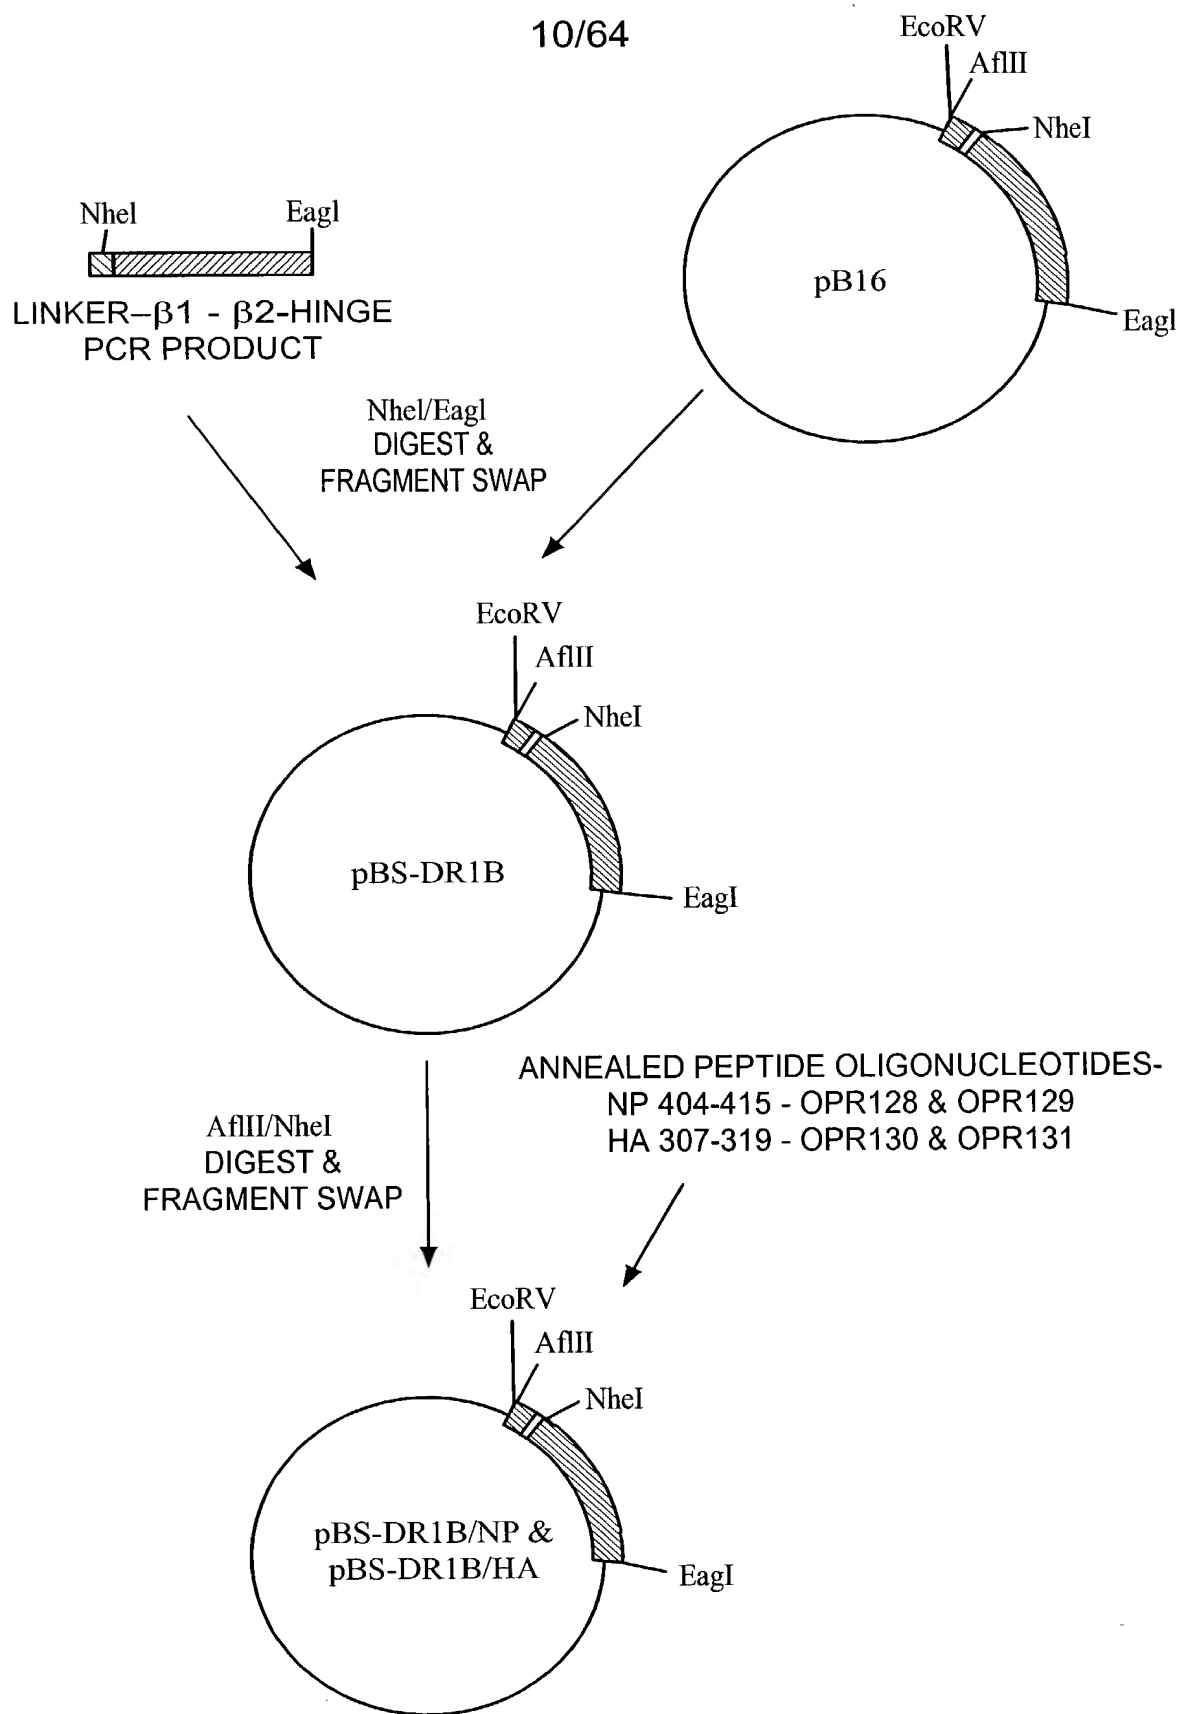 10/64
EcoRV
AflII
NheI
pB16
EagI
NheI
EagI
LINKER–β1 - β2-HINGE
PCR PRODUCT
NheI/EagI
DIGEST &
FRAGMENT SWAP
EcoRV
AflII
NheI
pBS-DR1B
EagI
ANNEALED PEPTIDE OLIGONUCLEOTIDES-
NP 404-415 - OPR128 & OPR129
HA 307-319 - OPR130 & OPR131
AflII/NheI
DIGEST &
FRAGMENT SWAP
EcoRV
AflII
NheI
pBS-DR1B/NP &
pBS-DR1B/HA
EagI